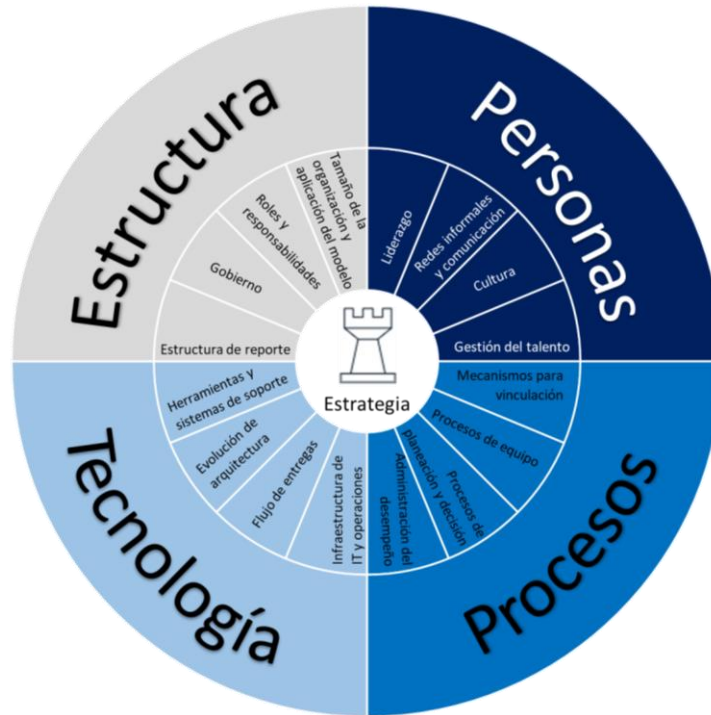 Estructura
Personas
Tamaño de la
organización y
aplicación del modelo
Roles y
responsabilidades
Gobierno
Estructura de reporte
Liderazgo
Redes informales
y comunicación
Cultura
Gestión del talento
Estrategia
Herramientas y
sistemas de soporte
Evolución de
arquitectura
Flujo de entregas
Infraestructura de
IT y operaciones
Mecanismos para
vinculación
Procesos de equipo
Procesos de
planeación y decisión
Administración del
desempeño
Tecnología
Procesos